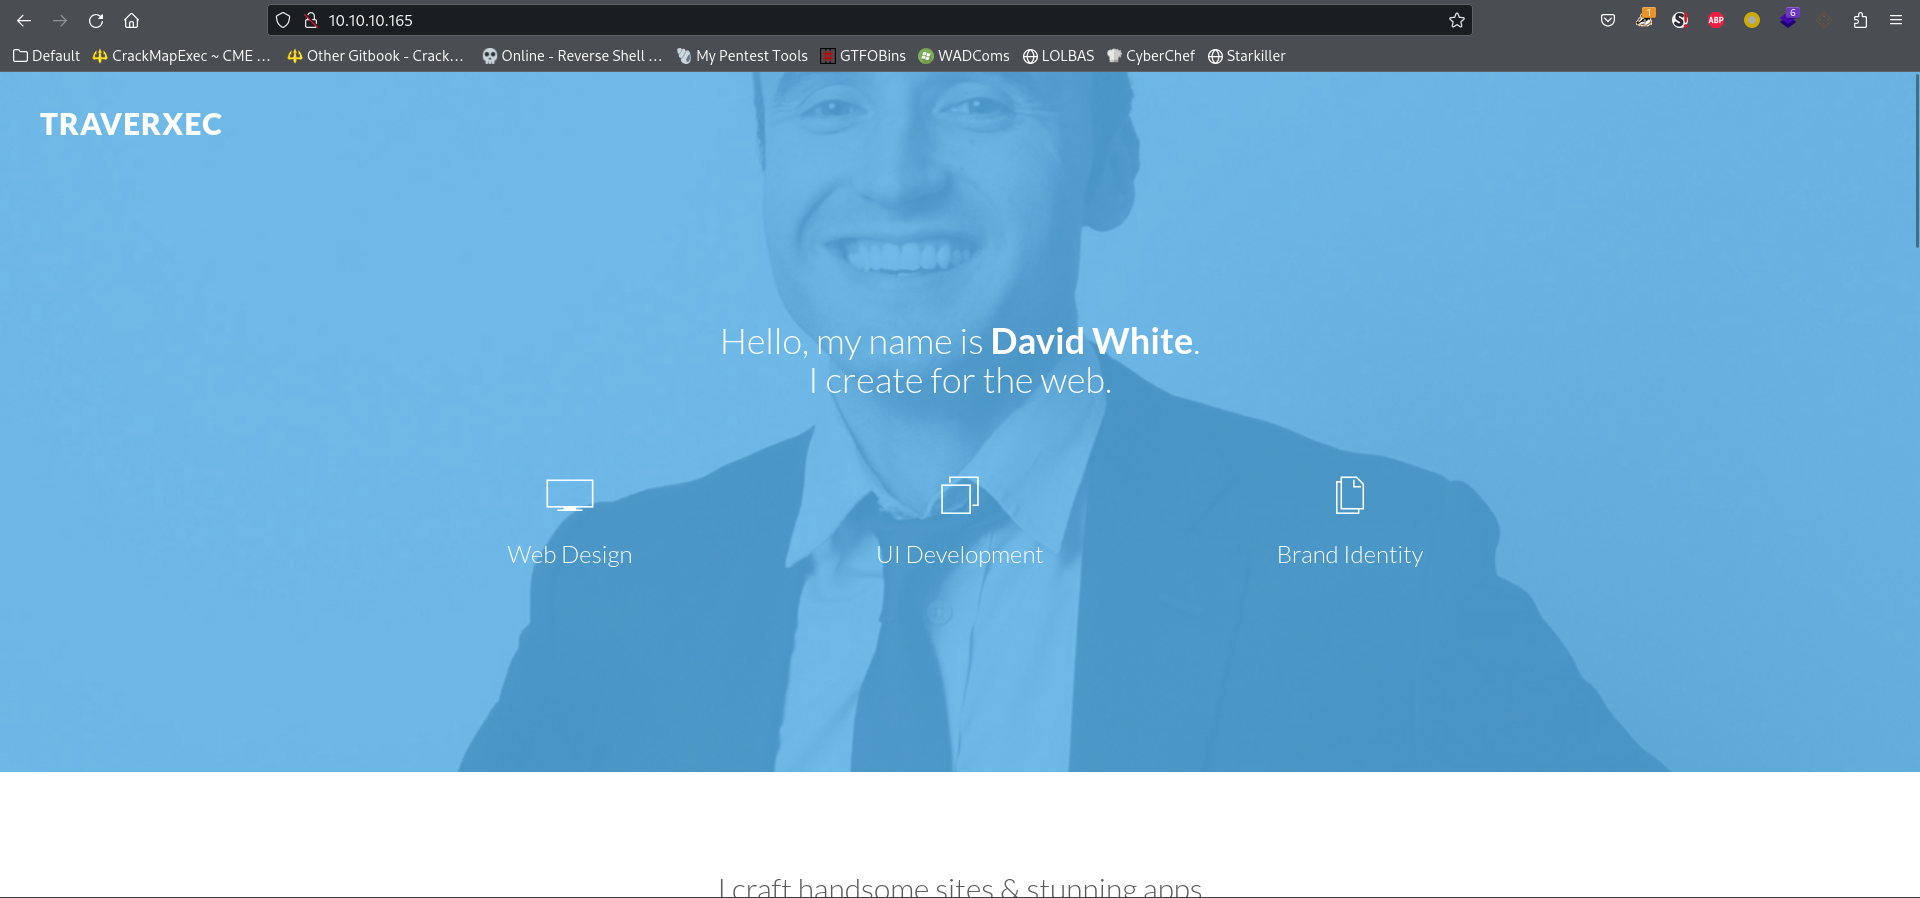 10.10.10.165
1
ABP
6
Default
CrackMapExec ~ CME ...
Other Gitbook - Crack...
Online - Reverse Shell ...
My Pentest Tools
GTFOBins
WADComs
LOLBAS
CyberChef
Starkiller
TRAVERXEC
Hello, my name is David White.
I create for the web.
Web Design
UI Development
Brand Identity
I craft handsome sites & stunning apps